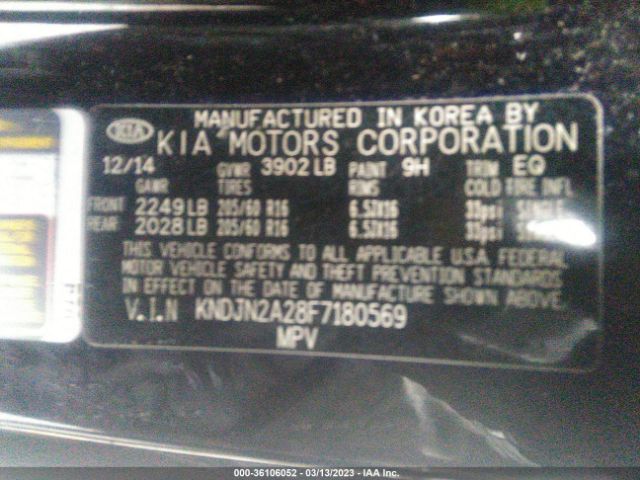 MANUFACTURED IN KOREA BY
KIA KIA MOTORS CORPORATION
12/14 GVWR 3902 LB PAINT 9H TRIM EQ
GAWR TIRES RIMS COLD TIRE INFL
FRONT 2249 LB 205/60 R16 6.5JX16 33psi SINGLE
REAR 2028 LB 205/60 R16 6.5JX16 33psi
THIS VEHICLE CONFORMS TO ALL APPLICABLE U.S.A. FEDERAL
MOTOR VEHICLE SAFETY AND THEFT PREVENTION STANDARDS
IN EFFECT ON THE DATE OF MANUFACTURE SHOWN ABOVE.
V.I.N KNDJN2A28F7180569
MPV
000-36106052 — 03/13/2023 — IAA Inc.